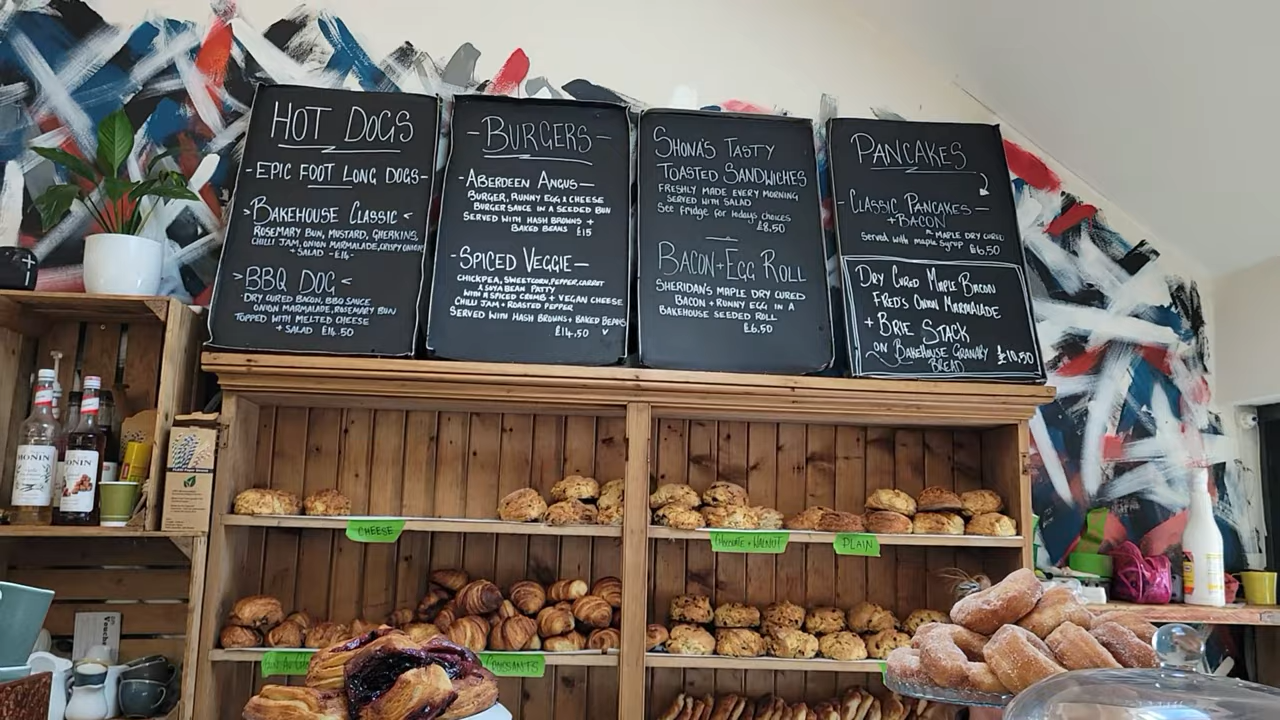 HOT DOGS
-EPIC FOOT LONG DOGS-
>BAKEHOUSE CLASSIC<
ROSEMARY BUN, MUSTARD, GHERKINS,
CHILLI JAM, ONION MARMALADE, CRISPY ONION
+ SALAD -£14-
>BBQ DOG<
DRY CURED BACON, BBQ SAUCE
ONION MARMALADE, ROSEMARY BUN
TOPPED WITH MELTED CHEESE
+ SALAD £14.50
-BURGERS-
-ABERDEEN ANGUS-
BURGER, RUNNY EGG & CHEESE
BURGER SAUCE IN A SEEDED BUN
SERVED WITH HASH BROWNS +
BAKED BEANS
£15
-SPICED VEGGIE-
CHICKPEA, SWEETCORN, PEPPER, CARROT
& SOYA BEAN PATTY
WITH A SPICED CRUMB + VEGAN CHEESE
CHILLI JAM + ROASTED PEPPER
SERVED WITH HASH BROWNS + BAKED BEANS
£14.50 v
SHONA'S TASTY
TOASTED SANDWICHES
FRESHLY MADE EVERY MORNING
SERVED WITH SALAD
See fridge for todays choices
£8.50
BACON+EGG ROLL
SHERIDAN'S MAPLE DRY CURED
BACON + RUNNY EGG IN A
BAKEHOUSE SEEDED ROLL
£6.50
PANCAKES
-CLASSIC PANCAKES-
+BACON
MAPLE DRY CURED
Served with maple syrup £6.50
DRY CURED MAPLE BACON
FRED'S ONION MARMALADE
+ BRIE STACK
ON BAKEHOUSE GRANARY
BREAD £10.50
MONIN
MONIN
CHEESE
CHOCOLATE + WALNUT
PLAIN
CROISSANTS